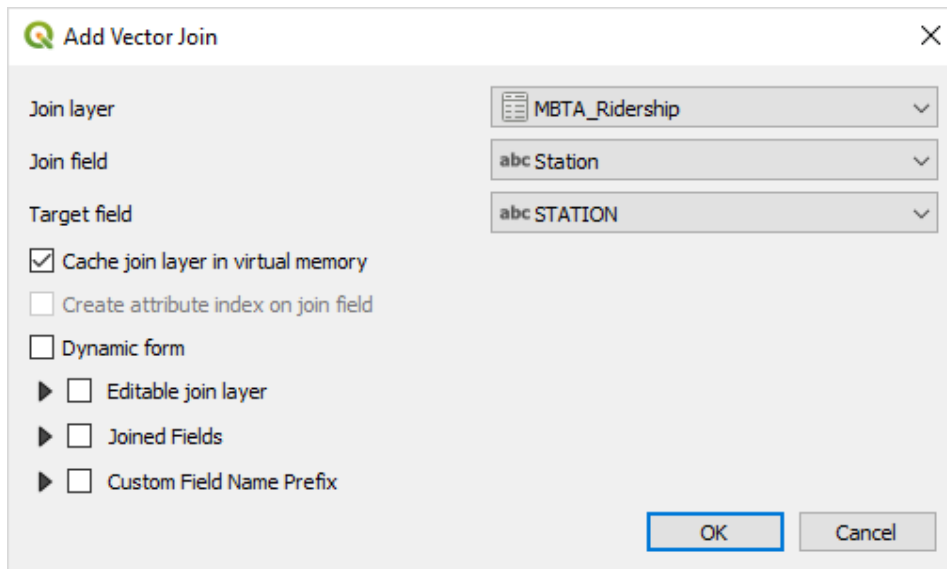 Add Vector Join
Join layer MBTA_Ridership
Join field abc Station
Target field abc STATION
Cache join layer in virtual memory
Create attribute index on join field
Dynamic form
Editable join layer
Joined Fields
Custom Field Name Prefix
OK Cancel